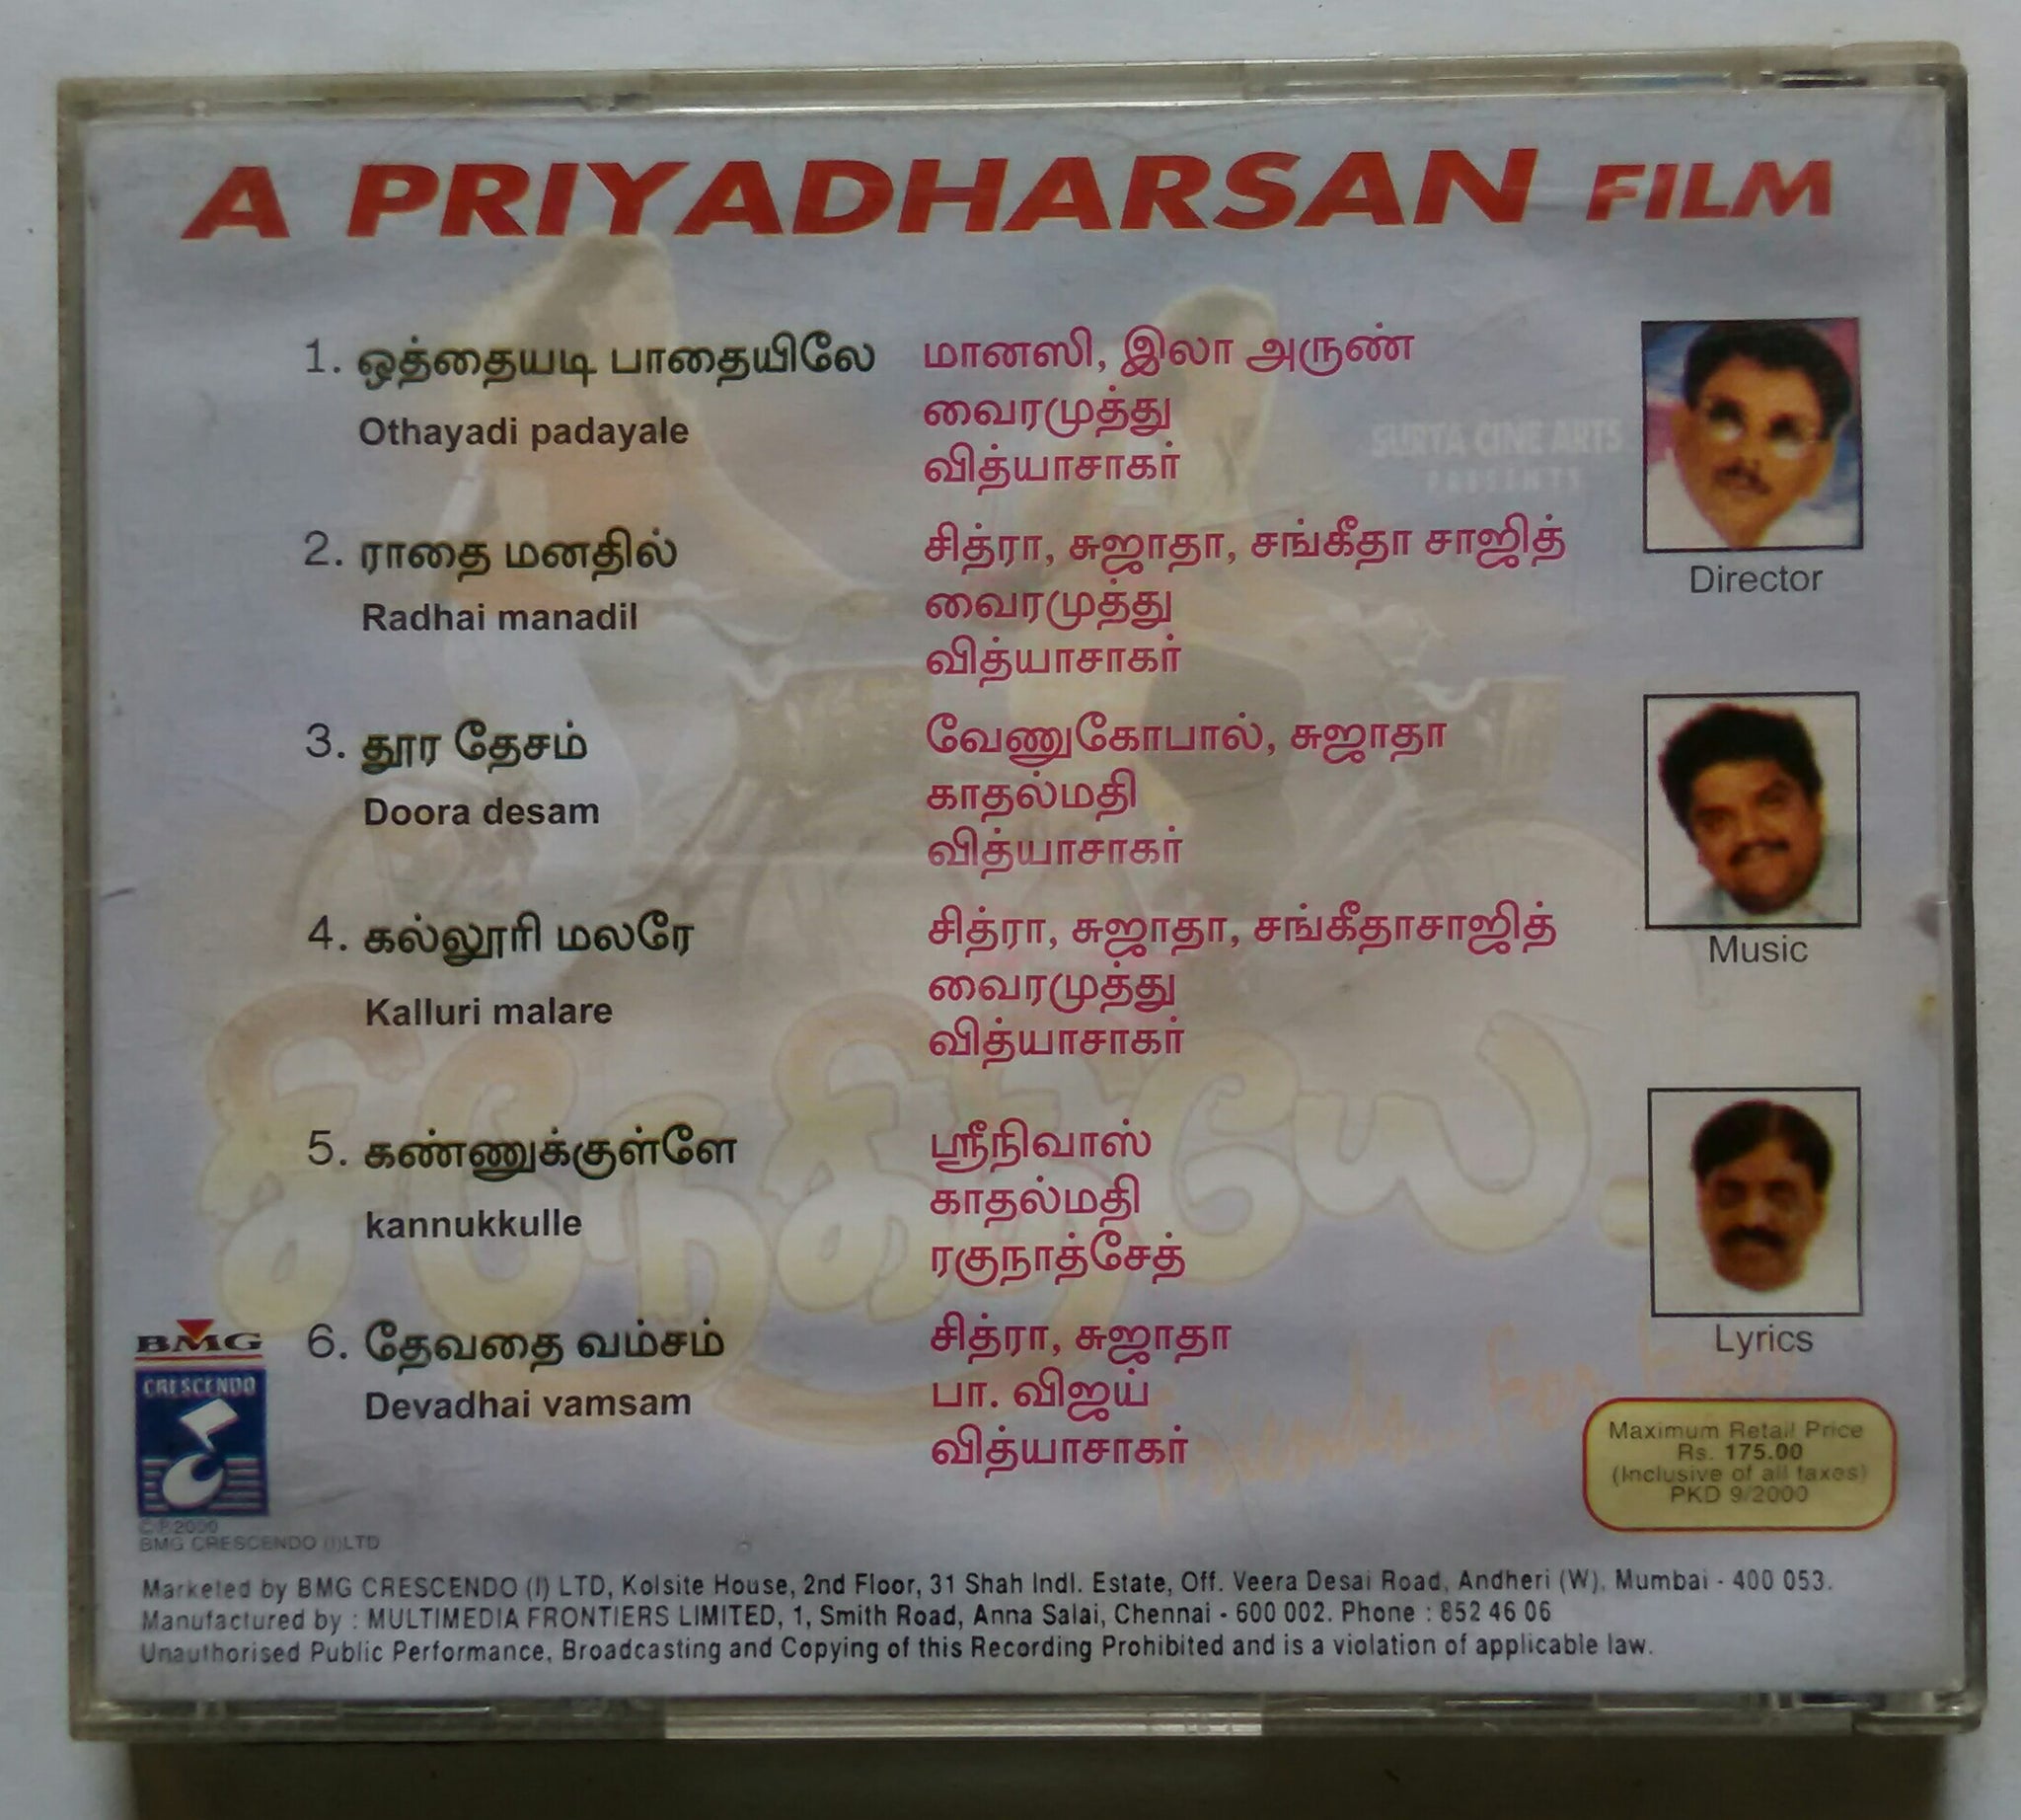 A PRIYADHARSAN FILM
1. ஒத்தையடி பாதையிலே
Othayadi padayale
மானஸி, இலா அருண்
வைரமுத்து
வித்யாசாகர்
SURYA CINE ARTS
PRESENTS
2. ராதை மனதில்
Radhai manadil
சித்ரா, சுஜாதா, சங்கீதா சாஜித்
வைரமுத்து
வித்யாசாகர்
Director
3. தூர தேசம்
Doora desam
வேணுகோபால், சுஜாதா
காதல்மதி
வித்யாசாகர்
4. கல்லூரி மலரே
Kalluri malare
சித்ரா, சுஜாதா, சங்கீதாசாஜித்
வைரமுத்து
வித்யாசாகர்
Music
சிநேகிதியே
5. கண்ணுக்குள்ளே
kannukkulle
ஸ்ரீநிவாஸ்
காதல்மதி
ரகுநாத்சேத்
Lyrics
6. தேவதை வம்சம்
Devadhai vamsam
சித்ரா, சுஜாதா
பா. விஜய்
வித்யாசாகர்
BMG
CRESCENDO
Maximum Retail Price
Rs. 175.00
(Inclusive of all taxes)
PKD 9/2000
2000
BMG CRESCENDO (I)LTD
Marketed by BMG CRESCENDO (I) LTD, Kolsite House, 2nd Floor, 31 Shah Indl. Estate, Off. Veera Desai Road, Andheri (W), Mumbai - 400 053.
Manufactured by : MULTIMEDIA FRONTIERS LIMITED, 1, Smith Road, Anna Salai, Chennai - 600 002. Phone : 852 46 06
Unauthorised Public Performance, Broadcasting and Copying of this Recording Prohibited and is a violation of applicable law.